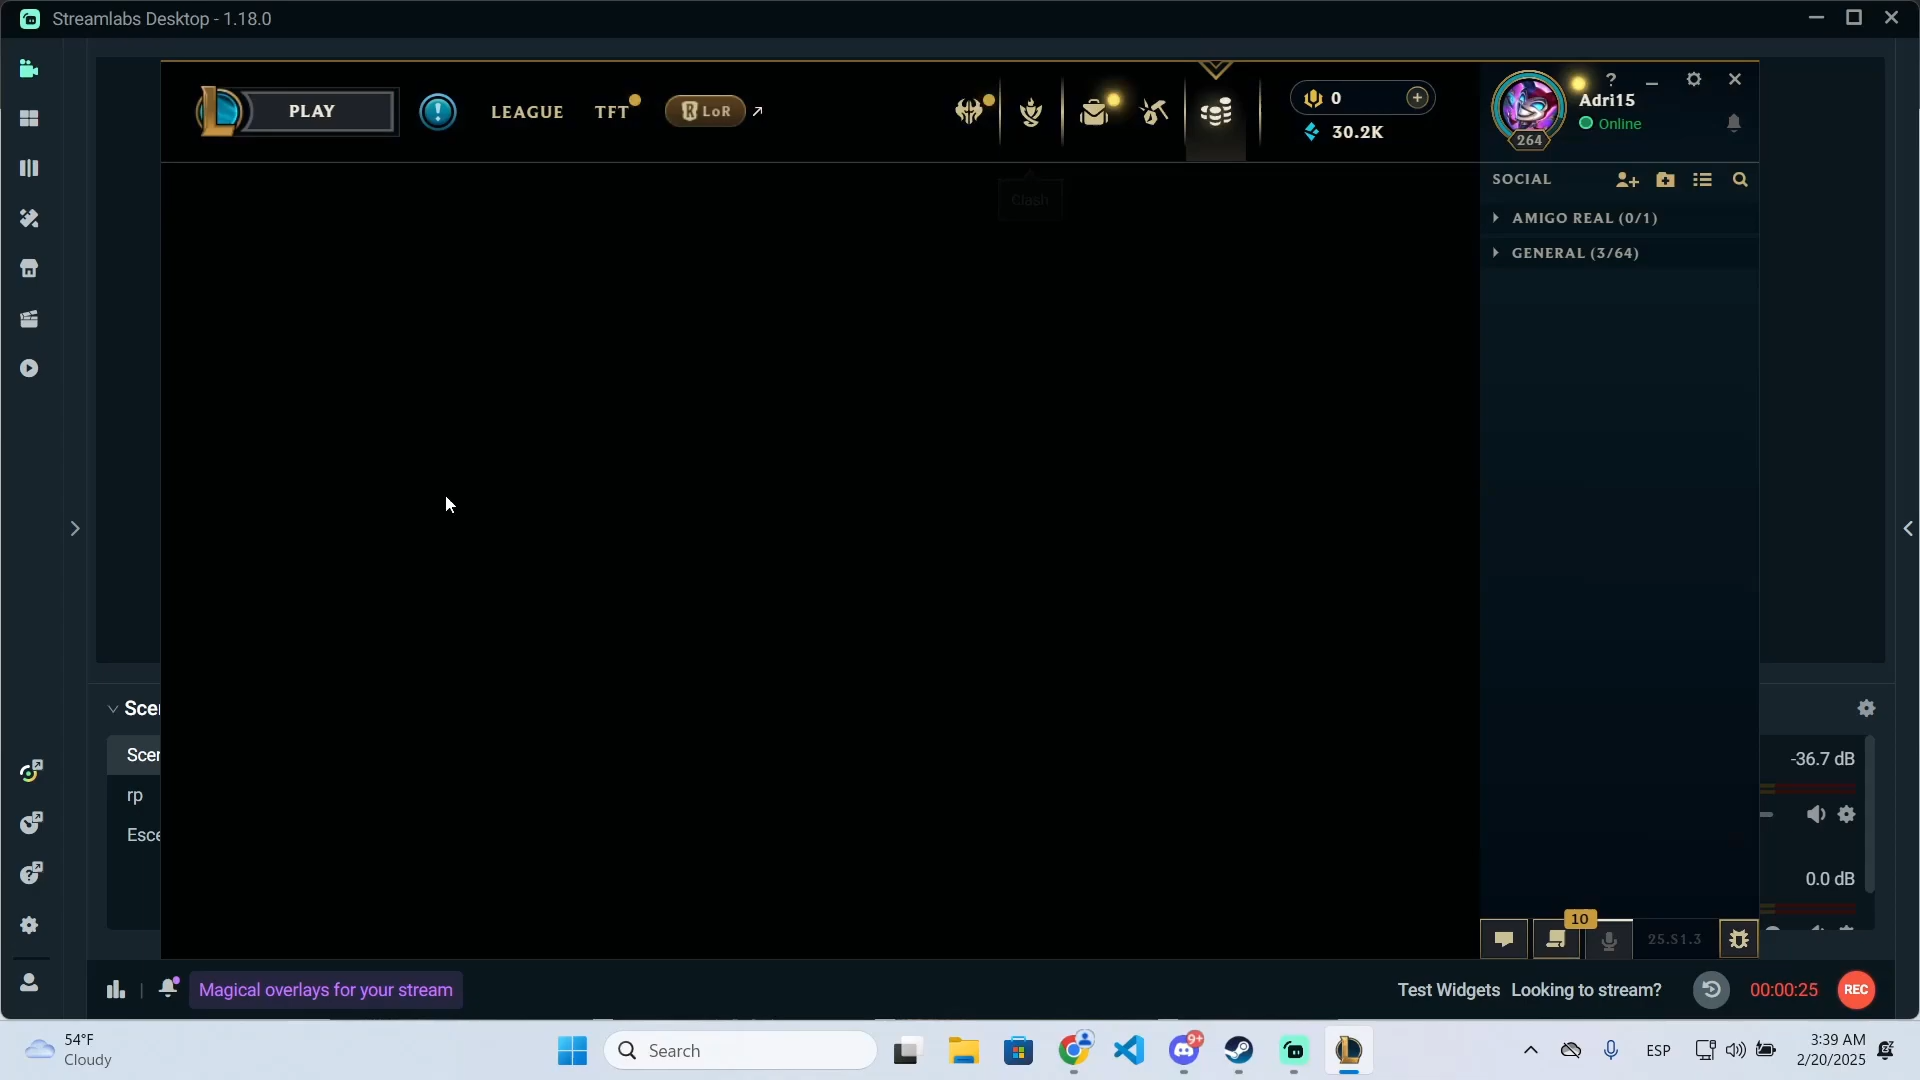 Streamlabs Desktop - 1.18.0
PLAY
LEAGUE
TFT
LoR
0
30.2K
Adri15
Online
264
Clash
SOCIAL
AMIGO REAL (0/1)
GENERAL (3/64)
Scer
Scer
rp
Esce
-36.7 dB
0.0 dB
10
25.S1.3
Magical overlays for your stream
Test Widgets
Looking to stream?
00:00:25
REC
54°F
Cloudy
Search
9+
ESP
3:39 AM
2/20/2025